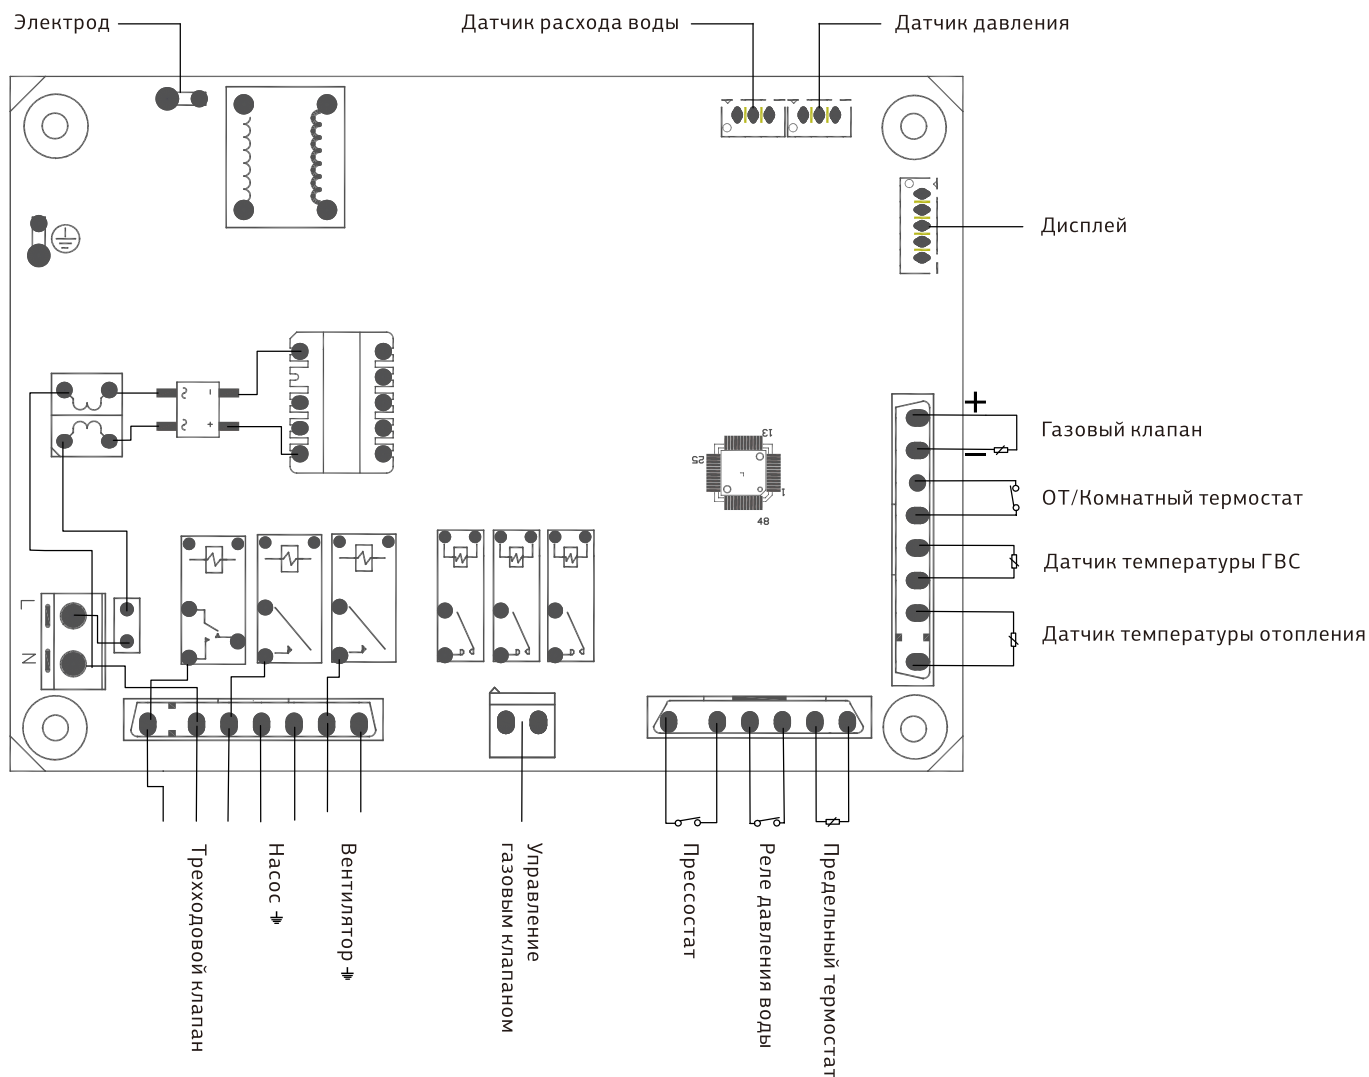 Электрод
Датчик расхода воды
Датчик давления
Дисплей
+
Газовый клапан
−
ОТ/Комнатный термостат
Датчик температуры ГВС
Датчик температуры отопления
13
25
1
48
-
+
L
N
Трехходовой клапан
Насос
Вентилятор
Управление
газовым клапаном
Прессостат
Реле давления воды
Предельный термостат